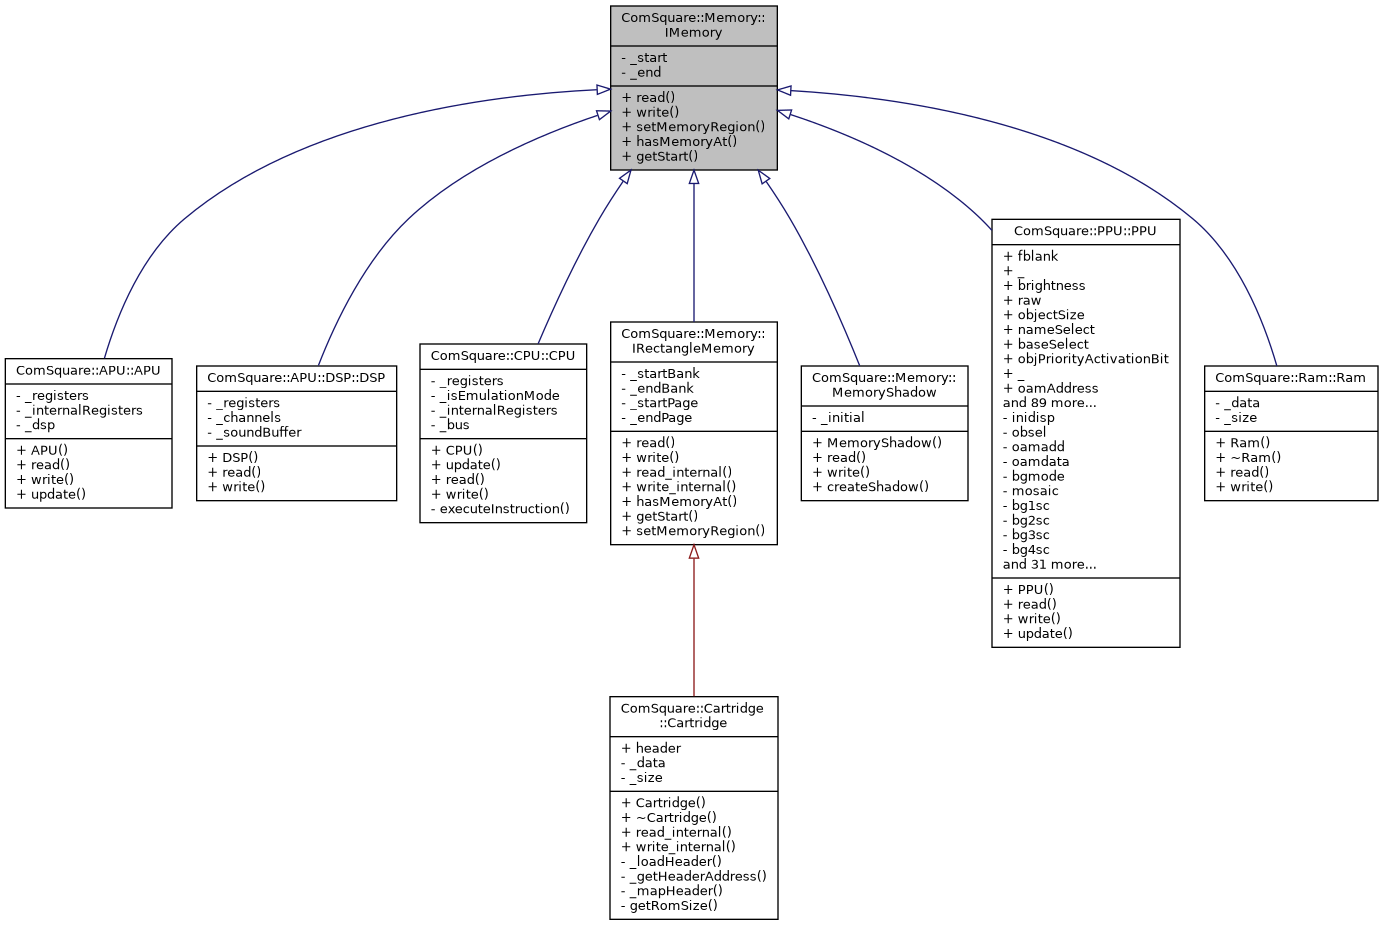 ComSquare::Memory::
IMemory
- _start
- _end
+ read()
+ write()
+ setMemoryRegion()
+ hasMemoryAt()
+ getStart()
ComSquare::APU::APU
- _registers
- _internalRegisters
- _dsp
+ APU()
+ read()
+ write()
+ update()
ComSquare::APU::DSP::DSP
- _registers
- _channels
- _soundBuffer
+ DSP()
+ read()
+ write()
ComSquare::CPU::CPU
- _registers
- _isEmulationMode
- _internalRegisters
- _bus
+ CPU()
+ update()
+ read()
+ write()
- executeInstruction()
ComSquare::Memory::
IRectangleMemory
- _startBank
- _endBank
- _startPage
- _endPage
+ read()
+ write()
+ read_internal()
+ write_internal()
+ hasMemoryAt()
+ getStart()
+ setMemoryRegion()
ComSquare::Memory::
MemoryShadow
- _initial
+ MemoryShadow()
+ read()
+ write()
+ createShadow()
ComSquare::PPU::PPU
+ fblank
+ _
+ brightness
+ raw
+ objectSize
+ nameSelect
+ baseSelect
+ objPriorityActivationBit
+ _
+ oamAddress
and 89 more...
- inidisp
- obsel
- oamadd
- oamdata
- bgmode
- mosaic
- bg1sc
- bg2sc
- bg3sc
- bg4sc
and 31 more...
+ PPU()
+ read()
+ write()
+ update()
ComSquare::Ram::Ram
- _data
- _size
+ Ram()
+ ~Ram()
+ read()
+ write()
ComSquare::Cartridge
::Cartridge
+ header
- _data
- _size
+ Cartridge()
+ ~Cartridge()
+ read_internal()
+ write_internal()
- _loadHeader()
- _getHeaderAddress()
- _mapHeader()
- getRomSize()